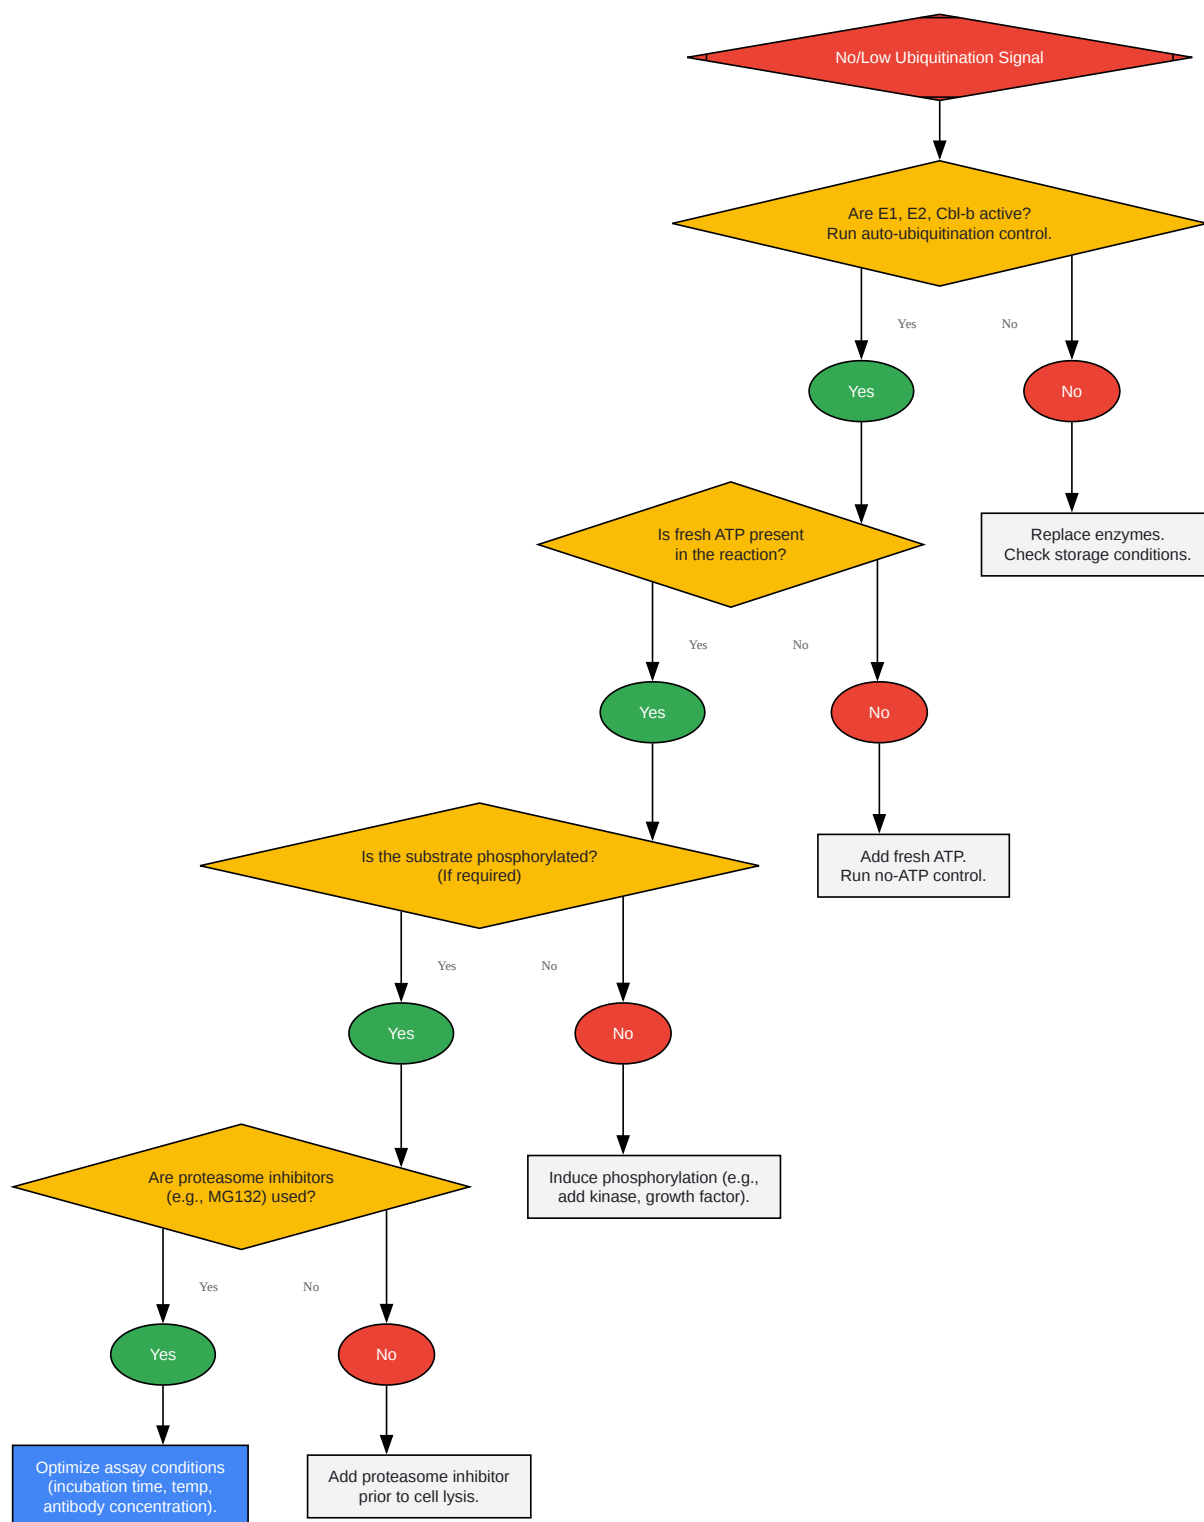 No/Low Ubiquitination Signal
Are E1, E2, Cbl-b active?
Run auto-ubiquitination control.
Yes
No
Yes
No
Is fresh ATP present
in the reaction?
Replace enzymes.
Check storage conditions.
Yes
No
Yes
No
Is the substrate phosphorylated?
(If required)
Add fresh ATP.
Run no-ATP control.
Yes
No
Yes
No
Are proteasome inhibitors
(e.g., MG132) used?
Induce phosphorylation (e.g.,
add kinase, growth factor).
Yes
No
Yes
No
Optimize assay conditions
(incubation time, temp,
antibody concentration).
Add proteasome inhibitor
prior to cell lysis.